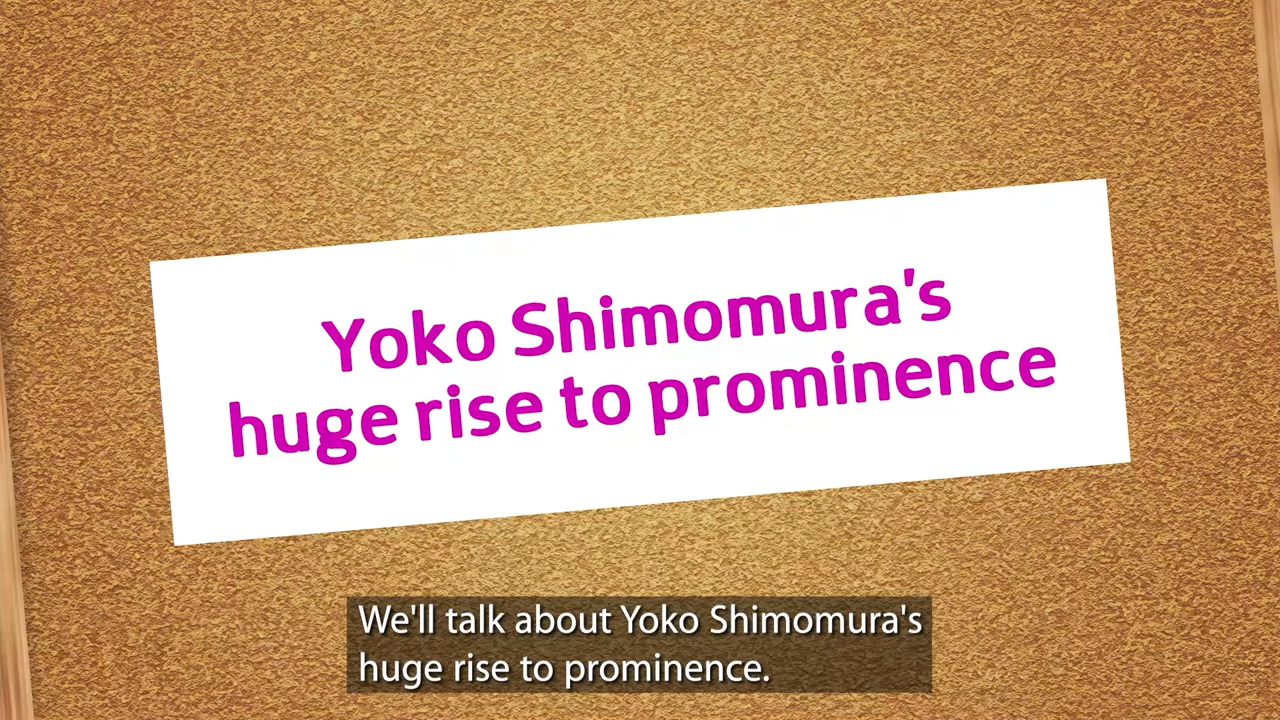 Yoko Shimomura's
huge rise to prominence
We'll talk about Yoko Shimomura's
huge rise to prominence.